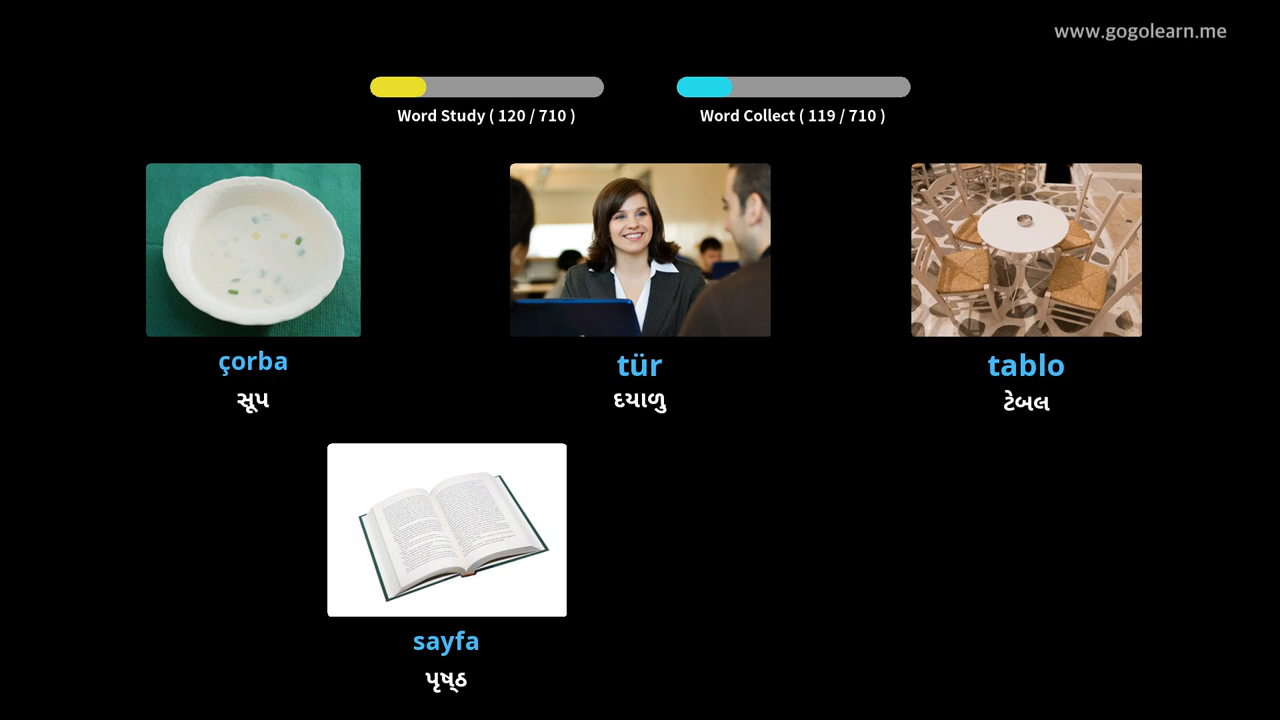 www.gogolearn.me
Word Study ( 120 / 710 )
Word Collect ( 119 / 710 )
çorba
સૂપ
tür
દયાળુ
tablo
ટેબલ
sayfa
પૃષ્ઠ